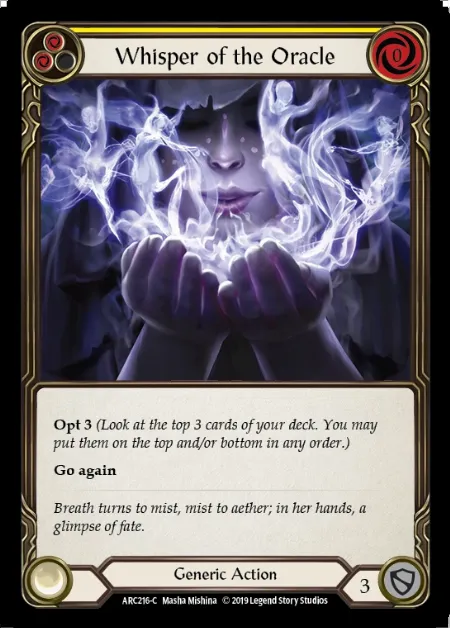 Whisper of the Oracle
0
Opt 3 (Look at the top 3 cards of your deck. You may
put them on the top and/or bottom in any order.)
Go again
Breath turns to mist, mist to aether; in her hands, a
glimpse of fate.
Generic Action
3
ARC216-C Masha Mishina © 2019 Legend Story Studios